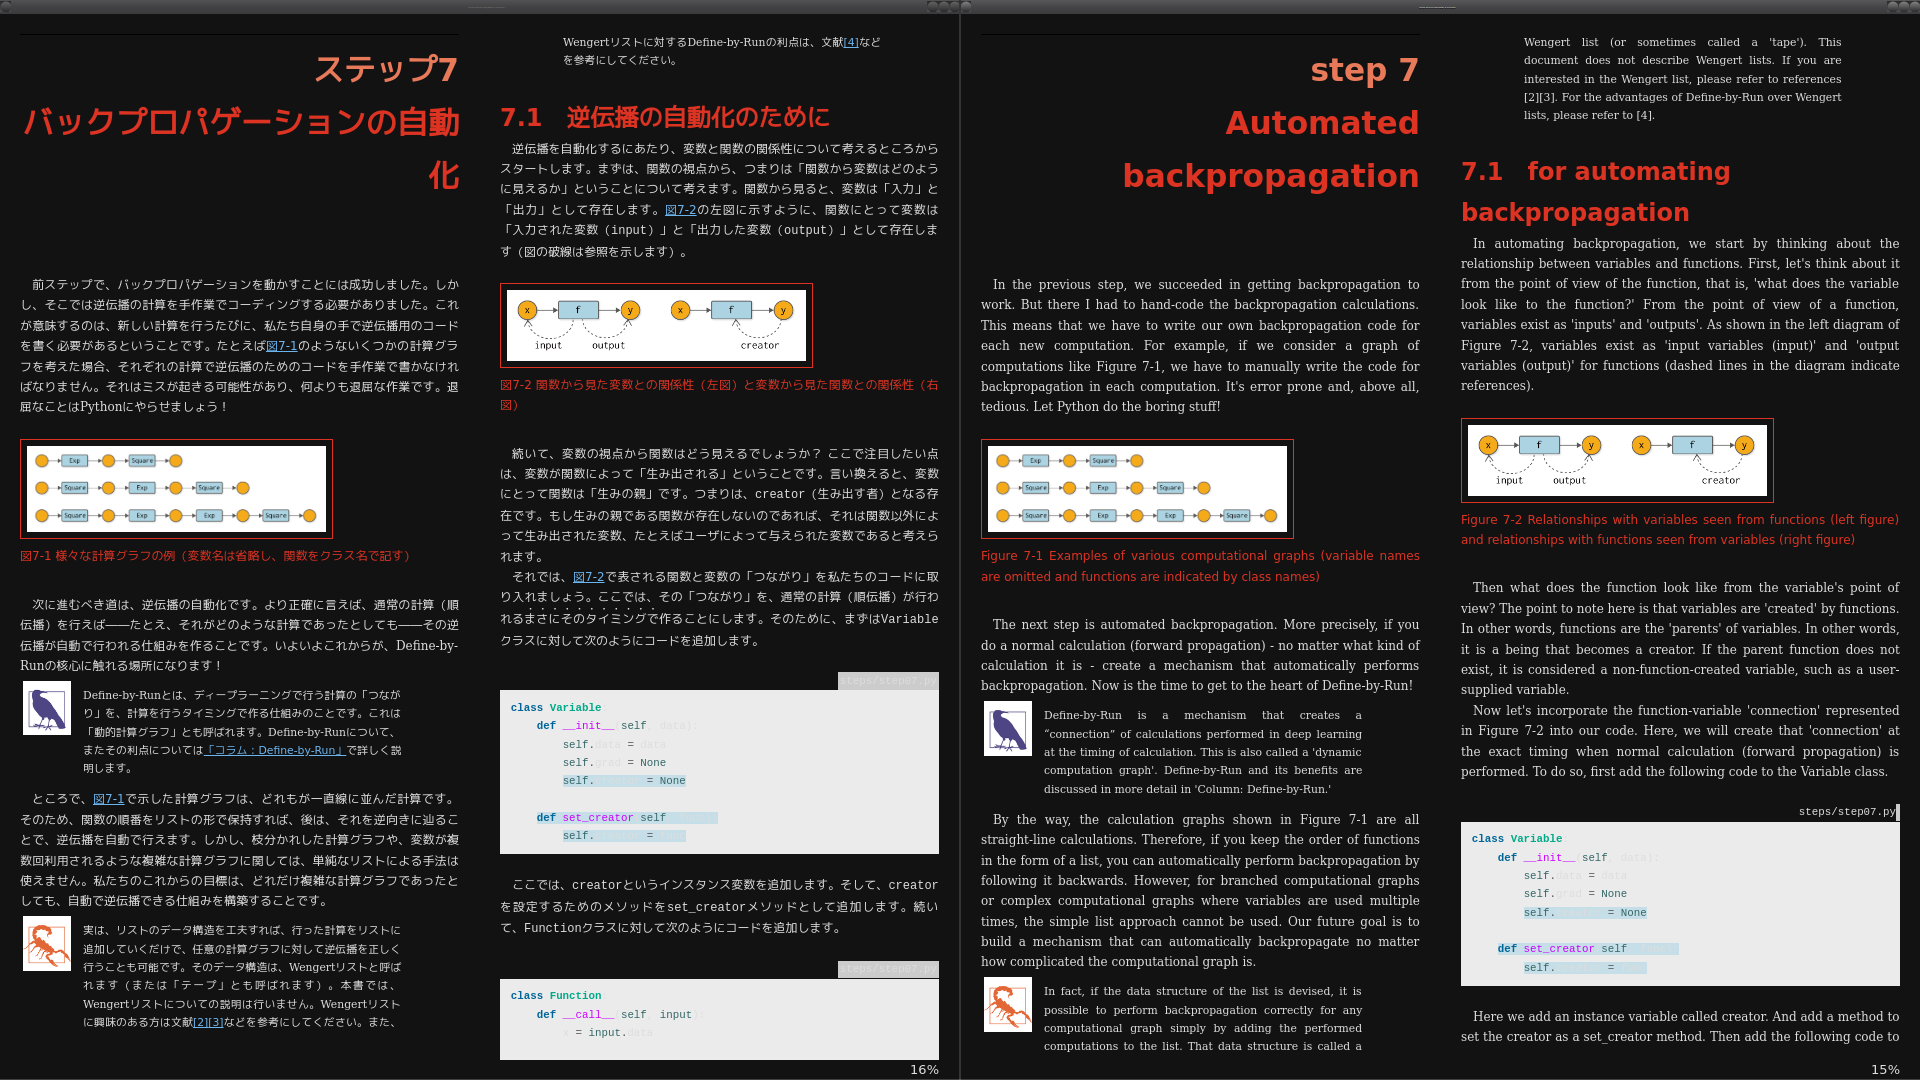 ステップ7
バックプロパゲーションの自動
化
前ステップで、バックプロパゲーションを動かすことには成功しました。しか
し、そこでは逆伝播の計算を手作業でコーディングする必要がありました。これ
が意味するのは、新しい計算を行うたびに、私たち自身の手で逆伝播用のコード
を書く必要があるということです。たとえば図7-1のようないくつかの計算グラ
フを考えた場合、それぞれの計算で逆伝播のためのコードを手作業で書かなけれ
ばなりません。それはミスが起きる可能性があり、何よりも退屈な作業です。退
屈なことはPythonにやらせましょう！
Exp Square
Square Exp Square
Square Exp Exp Square
図7-1 様々な計算グラフの例（変数名は省略し、関数をクラス名で記す）
次に進むべき道は、逆伝播の自動化です。より正確に言えば、通常の計算（順
伝播）を行えば――たとえ、それがどのような計算であったとしても――その逆
伝播が自動で行われる仕組みを作ることです。いよいよこれからが、Define-by-
Runの核心に触れる場所になります！
Define-by-Runとは、ディープラーニングで行う計算の「つなが
り」を、計算を行うタイミングで作る仕組みのことです。これは
「動的計算グラフ」とも呼ばれます。Define-by-Runについて、
またその利点については「コラム：Define-by-Run」で詳しく説
明します。
ところで、図7-1で示した計算グラフは、どれもが一直線に並んだ計算です。
そのため、関数の順番をリストの形で保持すれば、後は、それを逆向きに辿るこ
とで、逆伝播を自動で行えます。しかし、枝分かれした計算グラフや、変数が複
数回利用されるような複雑な計算グラフに関しては、単純なリストによる手法は
使えません。私たちのこれからの目標は、どれだけ複雑な計算グラフであったと
しても、自動で逆伝播できる仕組みを構築することです。
実は、リストのデータ構造を工夫すれば、行った計算をリストに
追加していくだけで、任意の計算グラフに対して逆伝播を正しく
行うことも可能です。そのデータ構造は、Wengertリストと呼ば
れます（または「テープ」とも呼ばれます）。本書では、
Wengertリストについての説明は行いません。Wengertリスト
に興味のある方は文献[2][3]などを参考にしてください。また、
Wengertリストに対するDefine-by-Runの利点は、文献[4]など
を参考にしてください。
7.1 逆伝播の自動化のために
逆伝播を自動化するにあたり、変数と関数の関係性について考えるところから
スタートします。まずは、関数の視点から、つまりは「関数から変数はどのよう
に見えるか」ということについて考えます。関数から見ると、変数は「入力」と
「出力」として存在します。図7-2の左図に示すように、関数にとって変数は
「入力された変数（input）」と「出力した変数（output）」として存在しま
す（図の破線は参照を示します）。
x f y x f y
input output creator
図7-2 関数から見た変数との関係性（左図）と変数から見た関数との関係性（右
図）
続いて、変数の視点から関数はどう見えるでしょうか？ ここで注目したい点
は、変数が関数によって「生み出される」ということです。言い換えると、変数
にとって関数は「生みの親」です。つまりは、creator（生み出す者）となる存
在です。もし生みの親である関数が存在しないのであれば、それは関数以外によ
って生み出された変数、たとえばユーザによって与えられた変数であると考えら
れます。
それでは、図7-2で表される関数と変数の「つながり」を私たちのコードに取
り入れましょう。ここでは、その「つながり」を、通常の計算（順伝播）が行わ
れるまさにそのタイミングで作ることにします。そのために、まずはVariable
クラスに対して次のようにコードを追加します。
steps/step07.py
class Variable:
def __init__(self, data):
self.data = data
self.grad = None
self. = None
def set_creator self
self. =
ここでは、creatorというインスタンス変数を追加します。そして、creator
を設定するためのメソッドをset_creatorメソッドとして追加します。続い
て、Functionクラスに対して次のようにコードを追加します。
steps/step07.py
class Function
def __call__(self, input):
x = input.data
16%
step 7
Automated
backpropagation
In the previous step, we succeeded in getting backpropagation to
work. But there I had to hand-code the backpropagation calculations.
This means that we have to write our own backpropagation code for
each new computation. For example, if we consider a graph of
computations like Figure 7-1, we have to manually write the code for
backpropagation in each computation. It's error prone and, above all,
tedious. Let Python do the boring stuff!
Exp Square
Square Exp Square
Square Exp Exp Square
Figure 7-1 Examples of various computational graphs (variable names
are omitted and functions are indicated by class names)
The next step is automated backpropagation. More precisely, if you
do a normal calculation (forward propagation) - no matter what kind of
calculation it is - create a mechanism that automatically performs
backpropagation. Now is the time to get to the heart of Define-by-Run!
Define-by-Run is a mechanism that creates a
“connection” of calculations performed in deep learning
at the timing of calculation. This is also called a 'dynamic
computation graph'. Define-by-Run and its benefits are
discussed in more detail in 'Column: Define-by-Run.'
By the way, the calculation graphs shown in Figure 7-1 are all
straight-line calculations. Therefore, if you keep the order of functions
in the form of a list, you can automatically perform backpropagation by
following it backwards. However, for branched computational graphs
or complex computational graphs where variables are used multiple
times, the simple list approach cannot be used. Our future goal is to
build a mechanism that can automatically backpropagate no matter
how complicated the computational graph is.
In fact, if the data structure of the list is devised, it is
possible to perform backpropagation correctly for any
computational graph simply by adding the performed
computations to the list. That data structure is called a
Wengert list (or sometimes called a 'tape'). This
document does not describe Wengert lists. If you are
interested in the Wengert list, please refer to references
[2][3]. For the advantages of Define-by-Run over Wengert
lists, please refer to [4].
7.1 for automating
backpropagation
In automating backpropagation, we start by thinking about the
relationship between variables and functions. First, let's think about it
from the point of view of the function, that is, 'what does the variable
look like to the function?' From the point of view of a function,
variables exist as 'inputs' and 'outputs'. As shown in the left diagram of
Figure 7-2, variables exist as 'input variables (input)' and 'output
variables (output)' for functions (dashed lines in the diagram indicate
references).
x f y x f y
input output creator
Figure 7-2 Relationships with variables seen from functions (left figure)
and relationships with functions seen from variables (right figure)
Then what does the function look like from the variable's point of
view? The point to note here is that variables are 'created' by functions.
In other words, functions are the 'parents' of variables. In other words,
it is a being that becomes a creator. If the parent function does not
exist, it is considered a non-function-created variable, such as a user-
supplied variable.
Now let's incorporate the function-variable 'connection' represented
in Figure 7-2 into our code. Here, we will create that 'connection' at
the exact timing when normal calculation (forward propagation) is
performed. To do so, first add the following code to the Variable class.
steps/step07.py
class Variable
def __init__(self, data):
self.data = data
self.grad = None
self. = None
def set_creator self
self. =
Here we add an instance variable called creator. And add a method to
set the creator as a set_creator method. Then add the following code to
15%